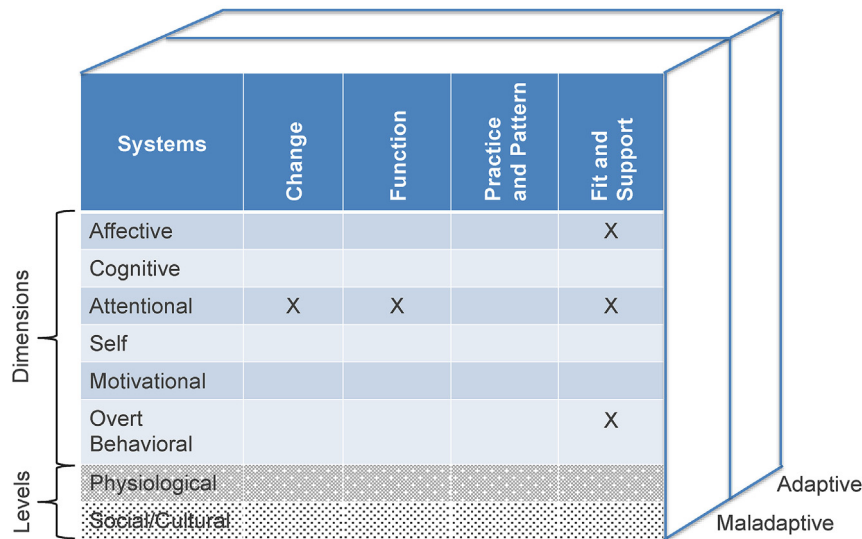 Systems
Change
Function
Practice
and Pattern
Fit and
Support
Dimensions
Affective X
Cognitive
Attentional X X X
Self
Motivational
Overt
Behavioral X
Levels
Physiological
Social/Cultural
Adaptive
Maladaptive